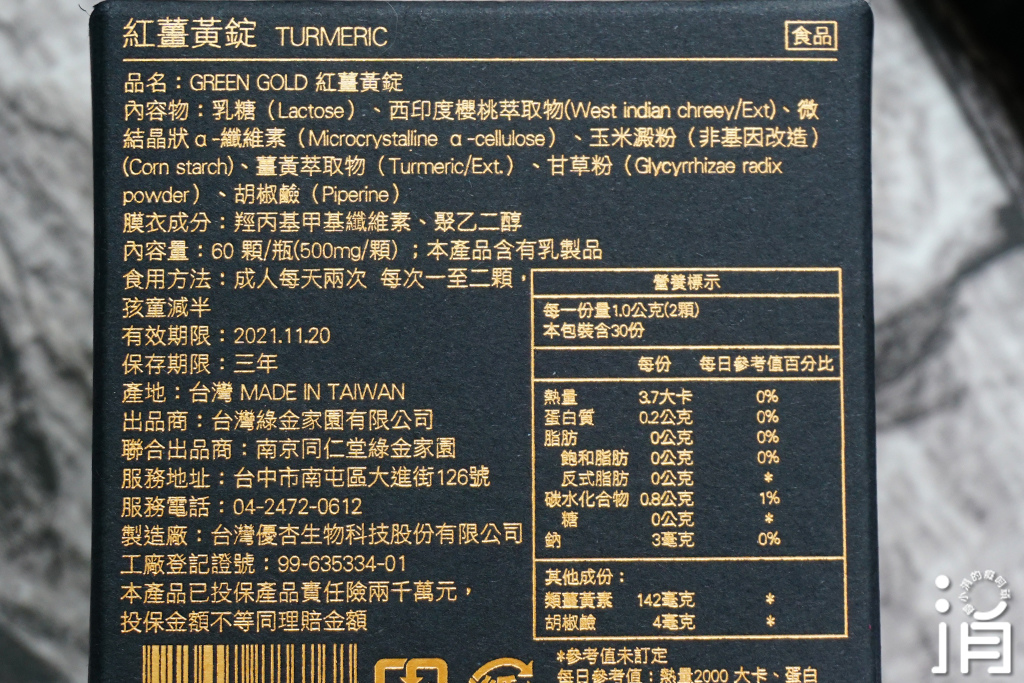 紅薑黃錠 TURMERIC
食品
品名：GREEN GOLD 紅薑黃錠
內容物：乳糖（Lactose）、西印度櫻桃萃取物(West indian chreey/Ext)、微
結晶狀α-纖維素（Microcrystalline α-cellulose）、玉米澱粉（非基因改造）
(Corn starch)、薑黃萃取物（Turmeric/Ext.）、甘草粉（Glycyrrhizae radix
powder）、胡椒鹼（Piperine）
膜衣成分：羥丙基甲基纖維素、聚乙二醇
內容量：60 顆/瓶(500mg/顆)；本產品含有乳製品
食用方法：成人每天兩次 每次一至二顆，
孩童減半
有效期限：2021.11.20
保存期限：三年
產地：台灣 MADE IN TAIWAN
出品商：台灣綠金家園有限公司
聯合出品商：南京同仁堂綠金家園
服務地址：台中市南屯區大進街126號
服務電話：04-2472-0612
製造廠：台灣優杏生物科技股份有限公司
工廠登記證號：99-635334-01
本產品已投保產品責任險兩千萬元，
投保金額不等同理賠金額
營養標示
每一份量1.0公克(2顆)
本包裝含30份
每份 每日參考值百分比
熱量 3.7大卡 0%
蛋白質 0.2公克 0%
脂肪 0公克 0%
飽和脂肪 0公克 0%
反式脂肪 0公克 *
碳水化合物 0.8公克 1%
糖 0公克 *
鈉 3毫克 0%
其他成份：
類薑黃素 142毫克 *
胡椒鹼 4毫克 *
*參考值未訂定
每日參考值：熱量2000 大卡、蛋白